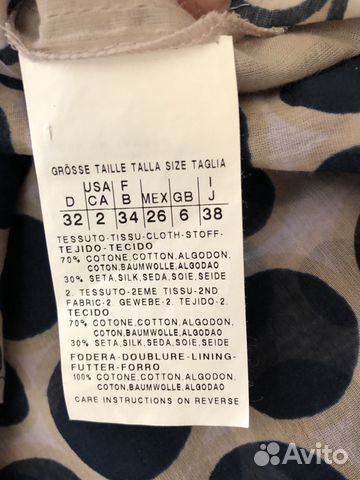 GRÖSSE TAILLE TALLA SIZE TAGLIA
D USA CA F B MEX GB I J
32 2 34 26 6 38
TESSUTO-TISSU-CLOTH-STOFF-
TEJIDO-TECIDO
70% COTONE,COTTON,ALGODON,
COTON,BAUMWOLLE,ALGODAO
30% SETA,SILK,SEDA,SOIE,SEIDE
2. TESSUTO-2EME TISSU-2ND
FABRIC-2. GEWEBE-2. TEJIDO-2.
TECIDO
70% COTONE,COTTON,ALGODON,
COTON,BAUMWOLLE,ALGODAO
30% SETA,SILK,SEDA,SOIE,SEIDE
FODERA-DOUBLURE-LINING-
FUTTER-FORRO
100% COTONE,COTTON,ALGODON,
COTON,BAUMWOLLE,ALGODAO
CARE INSTRUCTIONS ON REVERSE
Avito